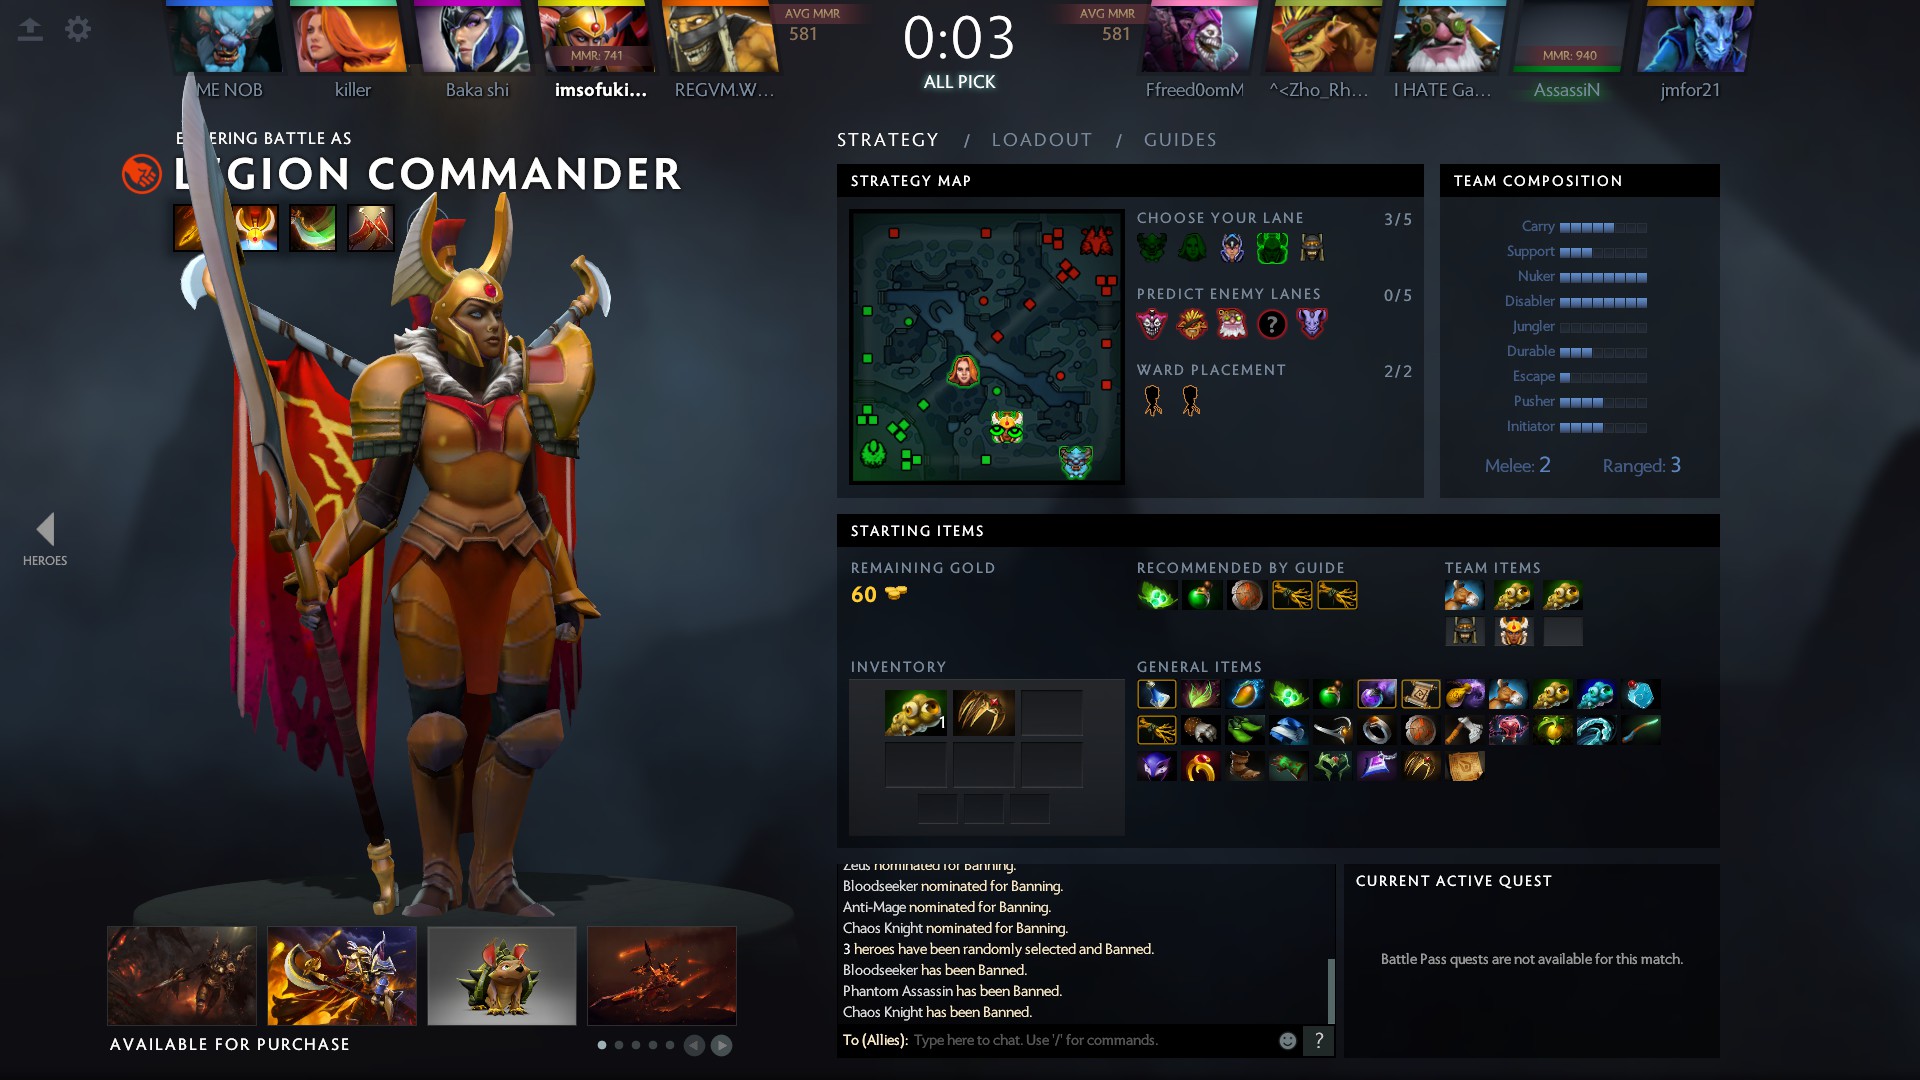 AVG MMR
581
MMR: 741
0:03
ALL PICK
AVG MMR
581
MMR: 940
ME NOB
killer
Baka shi
imsofuki...
REGVM.W...
Ffreed0omM
^<Zho_Rh...
I HATE Ga...
AssassiN
jmfor21
ENTERING BATTLE AS
LEGION COMMANDER
HEROES
AVAILABLE FOR PURCHASE
STRATEGY / LOADOUT / GUIDES
STRATEGY MAP
CHOOSE YOUR LANE 3/5
PREDICT ENEMY LANES 0/5
?
WARD PLACEMENT 2/2
TEAM COMPOSITION
Carry
Support
Nuker
Disabler
Jungler
Durable
Escape
Pusher
Initiator
Melee: 2 Ranged: 3
STARTING ITEMS
REMAINING GOLD
60
RECOMMENDED BY GUIDE
TEAM ITEMS
INVENTORY
1
GENERAL ITEMS
Zeus nominated for Banning.
Bloodseeker nominated for Banning.
Anti-Mage nominated for Banning.
Chaos Knight nominated for Banning.
3 heroes have been randomly selected and Banned.
Bloodseeker has been Banned.
Phantom Assassin has been Banned.
Chaos Knight has been Banned.
To (Allies): Type here to chat. Use '/' for commands.
?
CURRENT ACTIVE QUEST
Battle Pass quests are not available for this match.